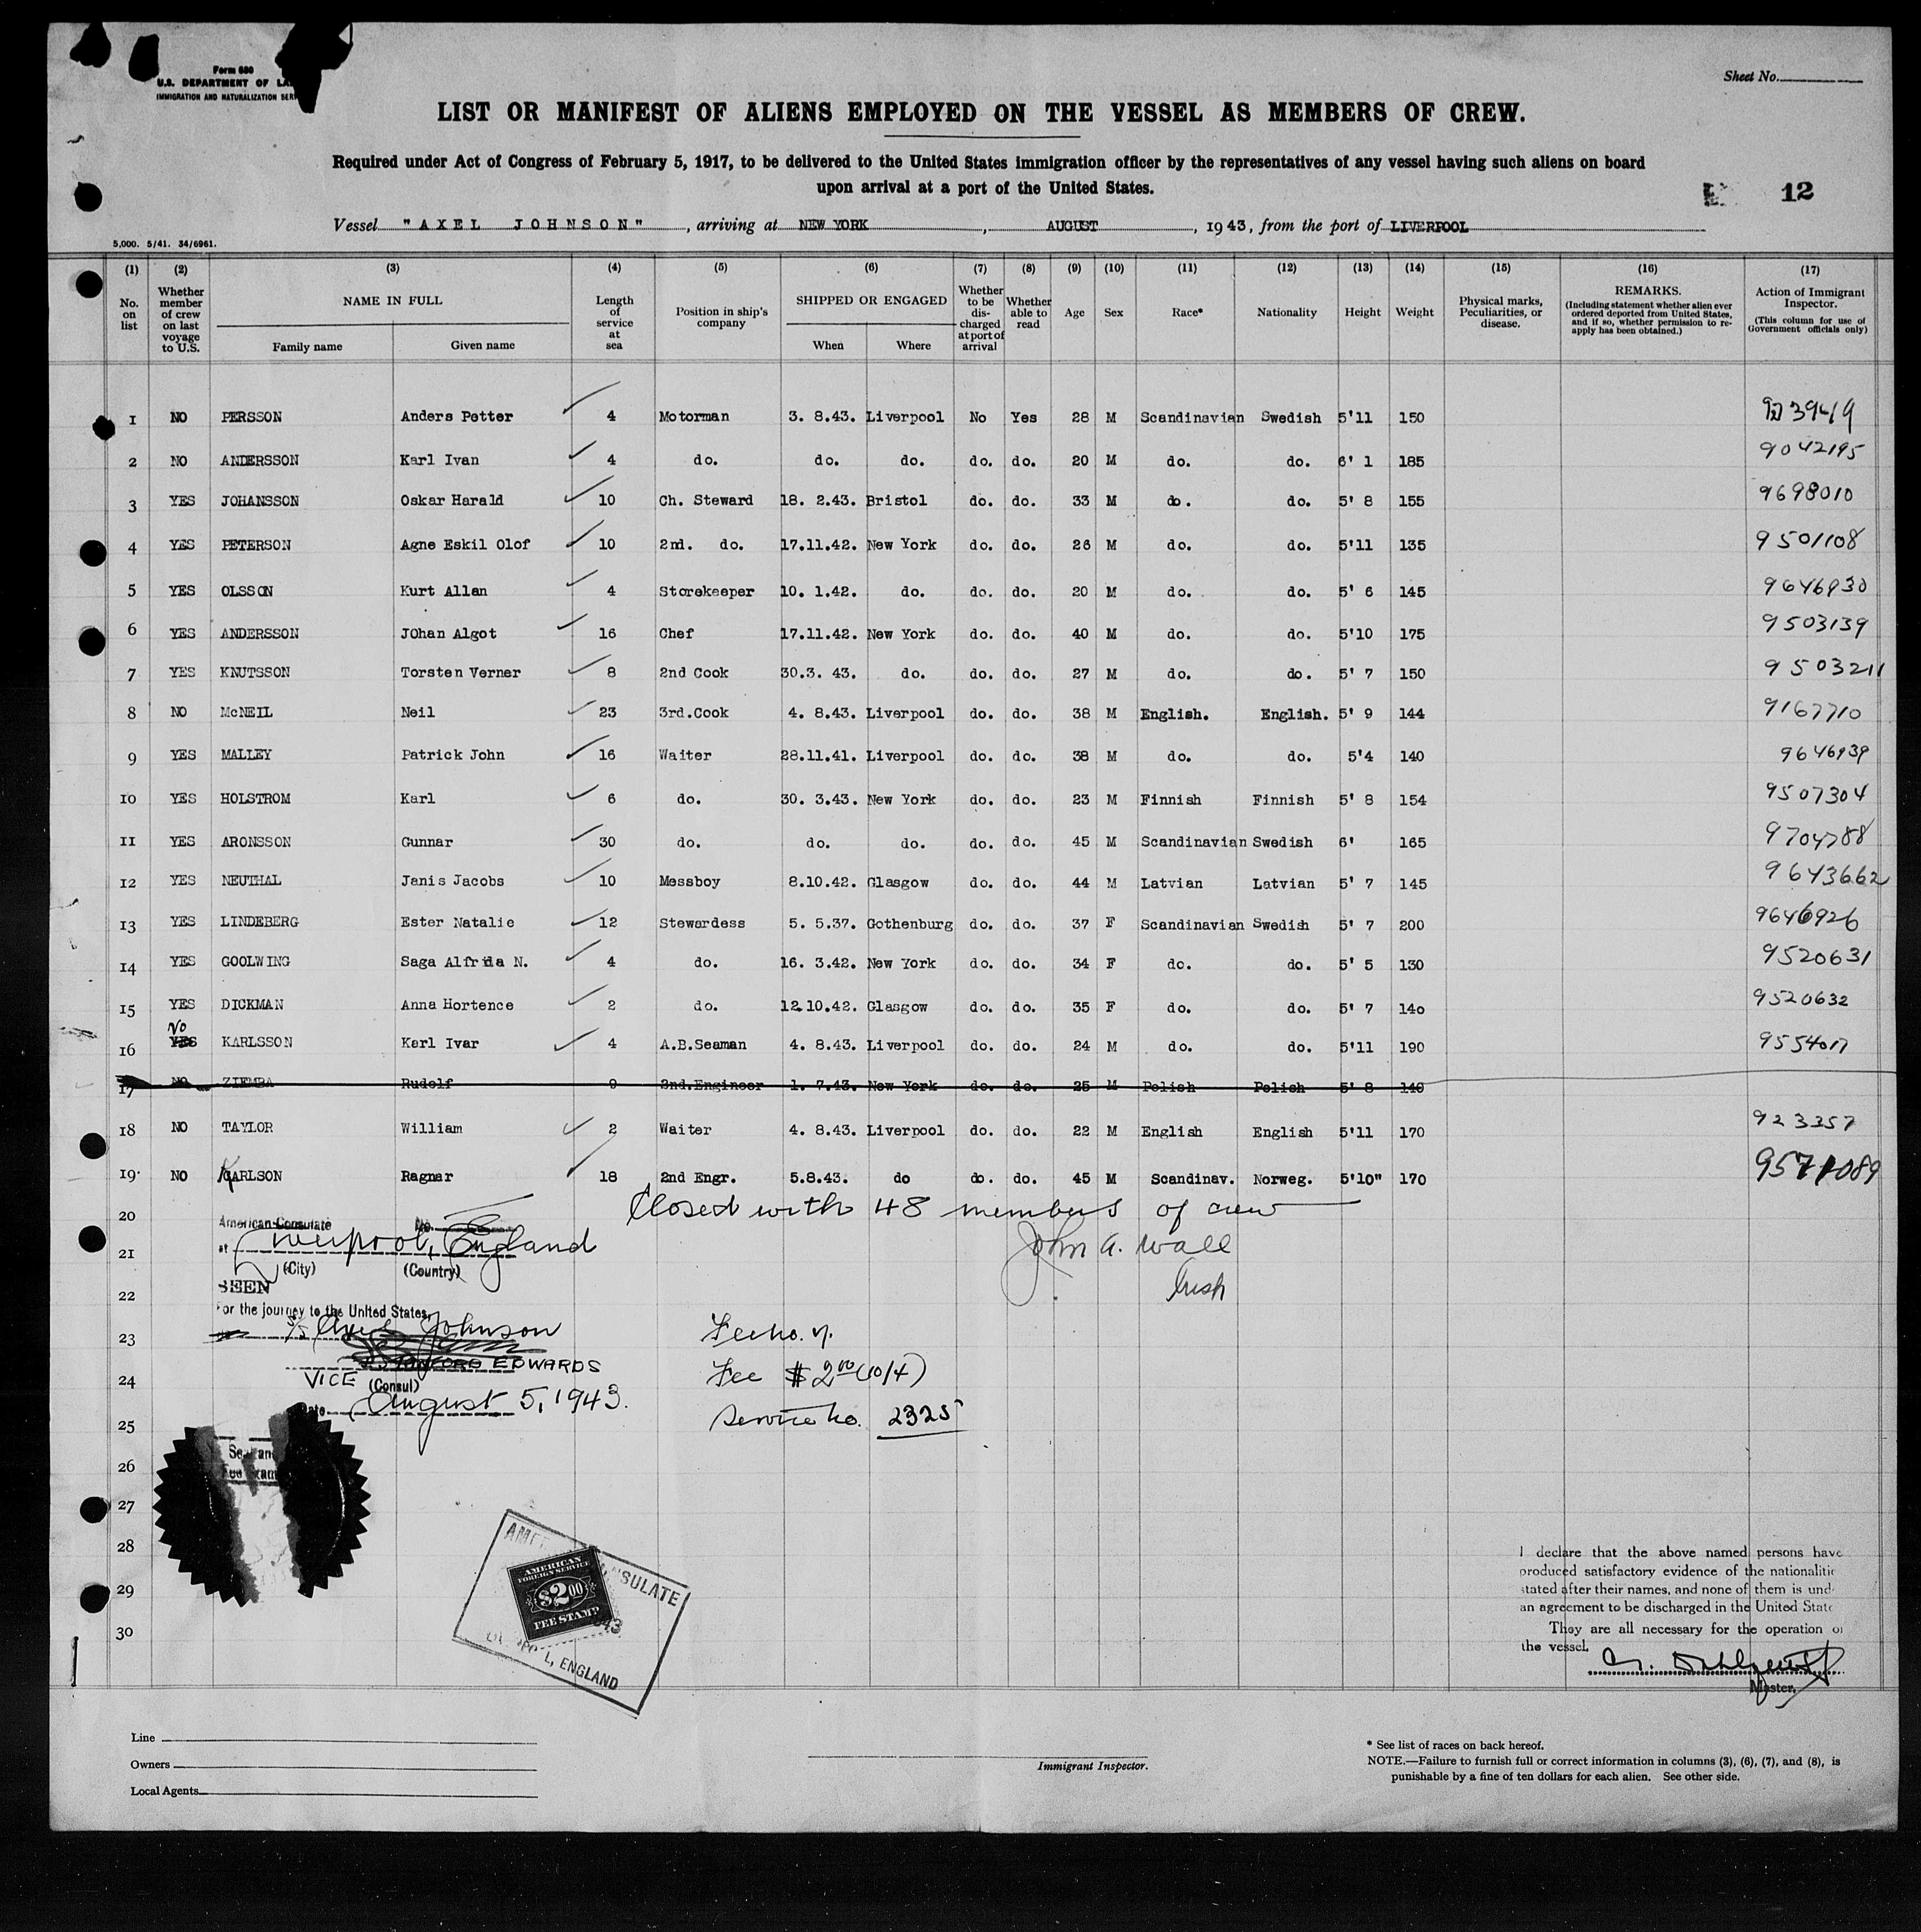 Form 680
U.S. DEPARTMENT OF LA
IMMIGRATION AND NATURALIZATION SER
Sheet No.
LIST OR MANIFEST OF ALIENS EMPLOYED ON THE VESSEL AS MEMBERS OF CREW.
Required under Act of Congress of February 5, 1917, to be delivered to the United States immigration officer by the representatives of any vessel having such aliens on board
upon arrival at a port of the United States.
12
Vessel "AXEL JOHNSON", arriving at NEW YORK, AUGUST, 1943, from the port of LIVERPOOL
5,000. 5/41. 34/6961.
(1) (2) (3) (4) (5) (6) (7) (8) (9) (10) (11) (12) (13) (14) (15) (16) (17)
No. on list
Whether member of crew on last voyage to U.S.
NAME IN FULL
Family name Given name
Length of service at sea
Position in ship's company
SHIPPED OR ENGAGED
When Where
Whether to be discharged at port of arrival
Whether able to read
Age Sex Race* Nationality Height Weight
Physical marks, Peculiarities, or disease.
REMARKS.
(Including statement whether alien ever ordered deported from United States, and if so, whether permission to reapply has been obtained.)
Action of Immigrant Inspector.
(This column for use of Government officials only)
1 NO PERSSON Anders Petter 4 Motorman 3. 8.43. Liverpool No Yes 28 M Scandinavian Swedish 5'11 150
2 NO ANDERSSON Karl Ivan 4 do. do. do. do. do. 20 M do. do. 6' 1 185 9042195
3 YES JOHANSSON Oskar Harald 10 Ch. Steward 18. 2.43. Bristol do. do. 33 M do. do. 5' 8 155 9698010
4 YES PETERSON Agne Eskil Olof 10 2nd. do. 17.11.42. New York do. do. 26 M do. do. 5'11 135 9501108
5 YES OLSSON Kurt Allan 4 Storekeeper 10. 1.42. do. do. do. 20 M do. do. 5' 6 145 9646930
6 YES ANDERSSON JOhan Algot 16 Chef 17.11.42. New York do. do. 40 M do. do. 5'10 175 9503139
7 YES KNUTSSON Torsten Verner 8 2nd Cook 30.3. 43. do. do. do. 27 M do. do. 5' 7 150 9503211
8 NO McNEIL Neil 23 3rd.Cook 4. 8.43. Liverpool do. do. 38 M English. English. 5' 9 144 9167710
9 YES MALLEY Patrick John 16 Waiter 28.11.41. Liverpool do. do. 38 M do. do. 5'4 140 9646939
10 YES HOLSTROM Karl 6 do. 30. 3.43. New York do. do. 23 M Finnish Finnish 5' 8 154 9507304
11 YES ARONSSON Gunnar 30 do. do. do. do. do. 45 M Scandinavian Swedish 6' 165 9704788
12 YES NEUTHAL Janis Jacobs 10 Messboy 8.10.42. Glasgow do. do. 44 M Latvian Latvian 5' 7 145 9643662
13 YES LINDEBERG Ester Natalie 12 Stewardess 5. 5.37. Gothenburg do. do. 37 F Scandinavian Swedish 5' 7 200 9646926
14 YES GOOLWING Saga Alfrida N. 4 do. 16. 3.42. New York do. do. 34 F do. do. 5' 5 130 9520631
15 YES DICKMAN Anna Hortence 2 do. 12.10.42. Glasgow do. do. 35 F do. do. 5' 7 140 9520632
No
16 YES KARLSSON Karl Ivar 4 A.B.Seaman 4. 8.43. Liverpool do. do. 24 M do. do. 5'11 190 9554017
17 NO ZIEMBA Rudolf 9 2nd.Engineer 1. 7.43. New York do. do. 25 M Polish Polish 5' 8 140
18 NO TAYLOR William 2 Waiter 4. 8.43. Liverpool do. do. 22 M English English 5'11 170 923357
19 NO KARLSON Ragnar 18 2nd Engr. 5.8.43. do do. do. 45 M Scandinav. Norweg. 5'10" 170 9571089
Closed with 48 members of crew
20
American Consulate No.
21 at Liverpool, England John A. Wall
(City) (Country)
SEEN Irish
22
For the journey to the United States,
23 S/S Axel Johnson
EDWARDS
24 VICE (Consul) Fee $2.00 (10/4)
Date August 5, 1943.
25 Service No. 2325
26
27
28
29
30
AMERICAN
FOREIGN SERVICE
$2.00
FEE STAMP
NSULATE
L, ENGLAND
I declare that the above named persons have
produced satisfactory evidence of the nationalitie
stated after their names, and none of them is und
an agreement to be discharged in the United State
They are all necessary for the operation of
the vessel
Master.
Line
Owners
Local Agents
Immigrant Inspector.
* See list of races on back hereof.
NOTE.—Failure to furnish full or correct information in columns (3), (6), (7), and (8), is
punishable by a fine of ten dollars for each alien. See other side.